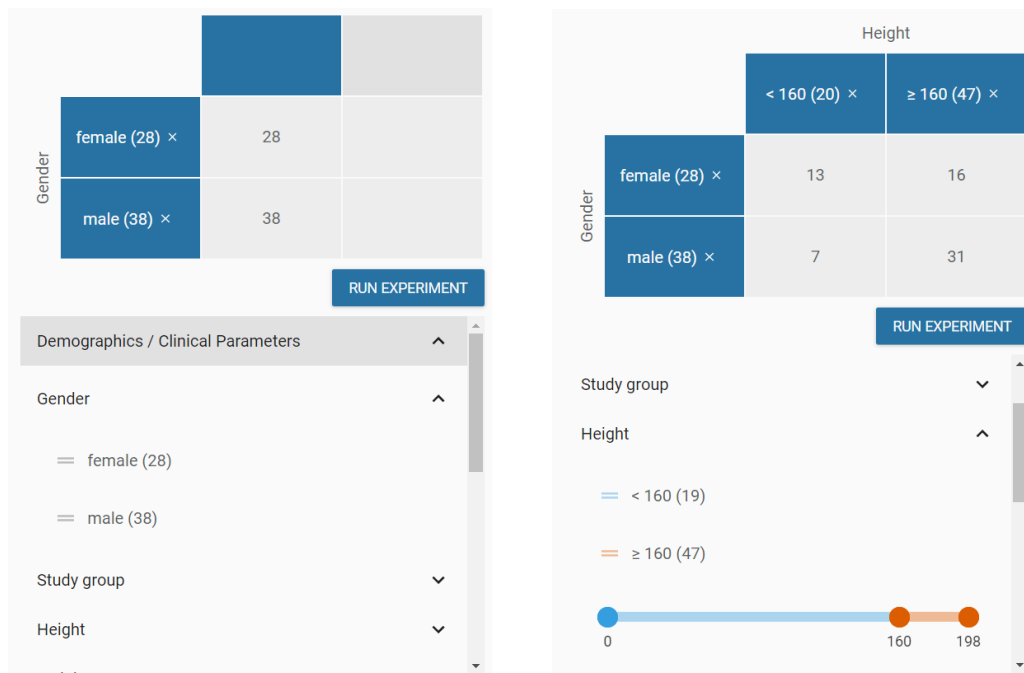 Gender
female (28) ×
28
male (38) ×
38
RUN EXPERIMENT
Demographics / Clinical Parameters
Gender
female (28)
male (38)
Study group
Height
Height
< 160 (20) ×
≥ 160 (47) ×
Gender
female (28) ×
13
16
male (38) ×
7
31
RUN EXPERIMENT
Study group
Height
< 160 (19)
≥ 160 (47)
0
160
198